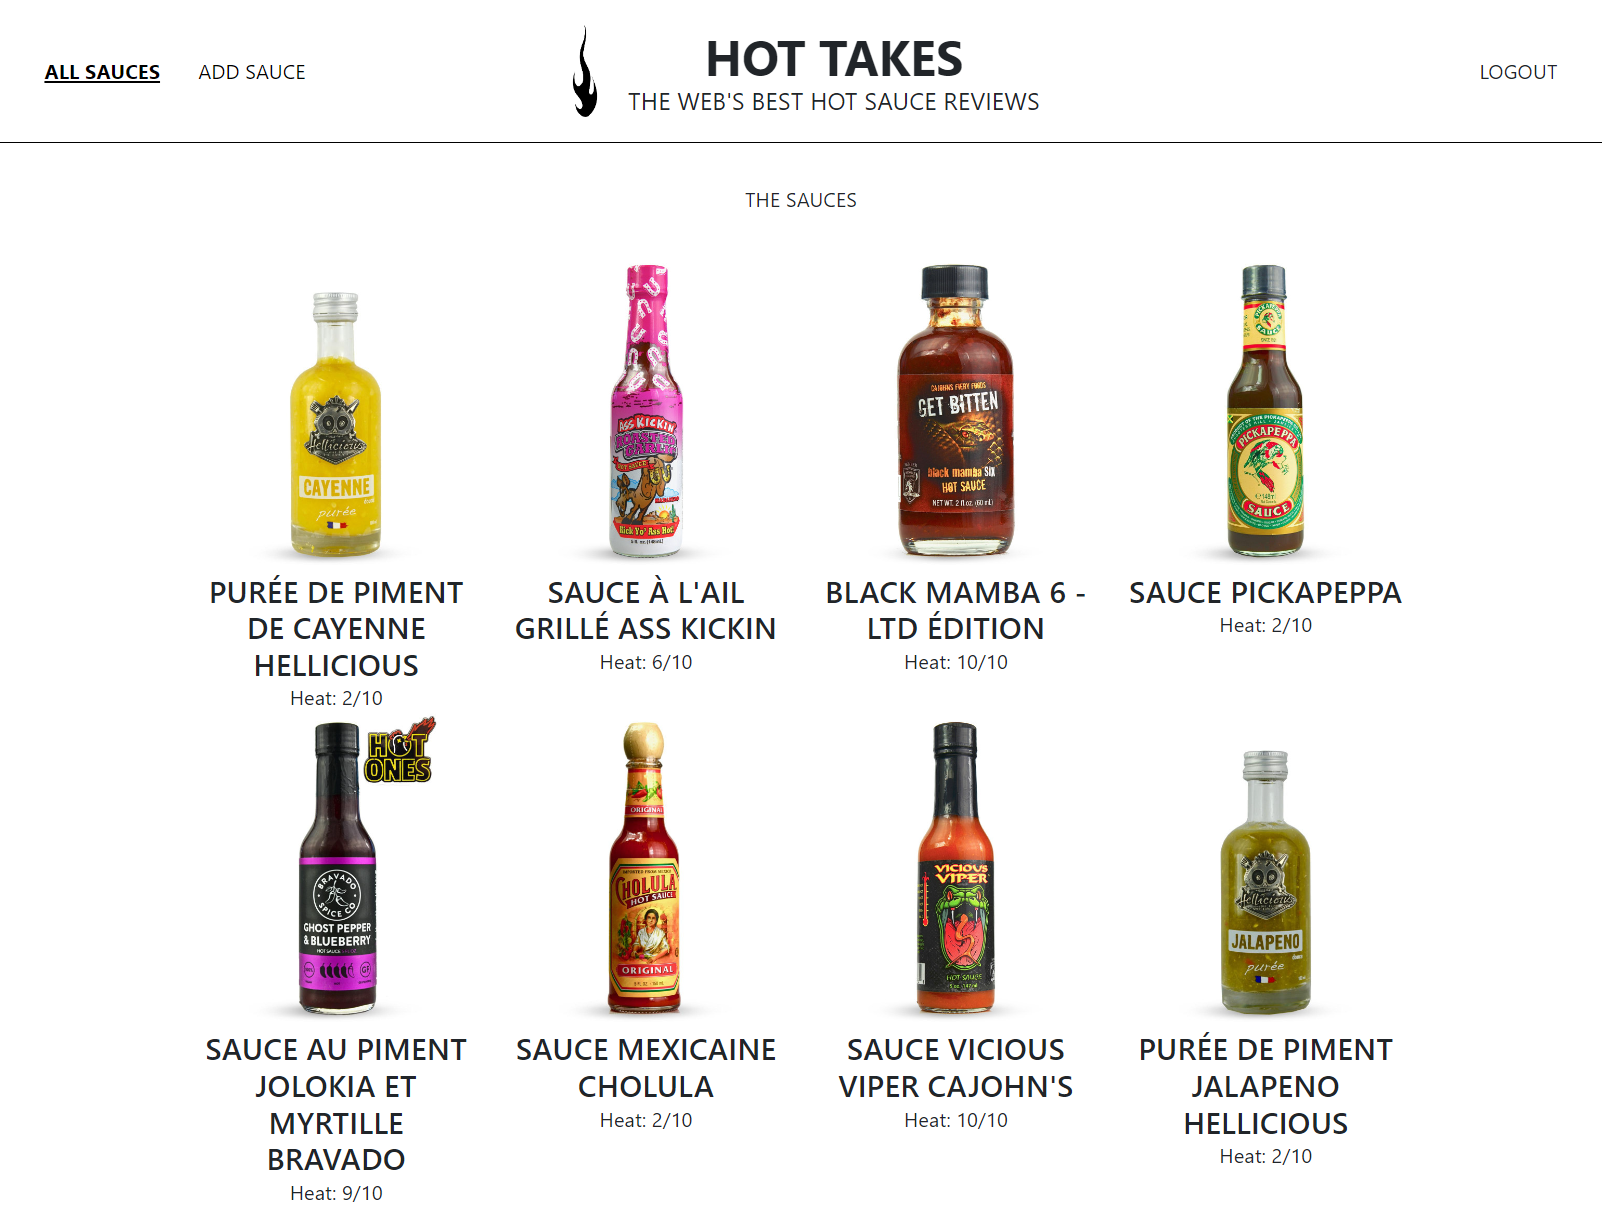 ALL SAUCES
ADD SAUCE
HOT TAKES
THE WEB'S BEST HOT SAUCE REVIEWS
LOGOUT
THE SAUCES
Hellicious
CAYENNE
purée
ASS KICKIN'
ROASTED
GARLIC
HOT SAUCE
Kick Yo' Ass Hot
CAJOHNS FIERY FOODS
GET BITTEN
black mamba SIX
HOT SAUCE
NET WT. 2 fl oz. (60 mL)
PICKAPEPPA
SAUCE
PICKAPEPPA
SAUCE
PURÉE DE PIMENT
DE CAYENNE
HELLICIOUS
Heat: 2/10
SAUCE À L'AIL
GRILLÉ ASS KICKIN
Heat: 6/10
BLACK MAMBA 6 -
LTD ÉDITION
Heat: 10/10
SAUCE PICKAPEPPA
Heat: 2/10
HOT
ONES
BRAVADO
SPICE CO
GHOST PEPPER
& BLUEBERRY
HOT SAUCE
ORIGINAL
CHOLULA
HOT SAUCE
ORIGINAL
VICIOUS
VIPER
HOT SAUCE
Hellicious
JALAPENO
purée
SAUCE AU PIMENT
JOLOKIA ET
MYRTILLE
BRAVADO
Heat: 9/10
SAUCE MEXICAINE
CHOLULA
Heat: 2/10
SAUCE VICIOUS
VIPER CAJOHN'S
Heat: 10/10
PURÉE DE PIMENT
JALAPENO
HELLICIOUS
Heat: 2/10